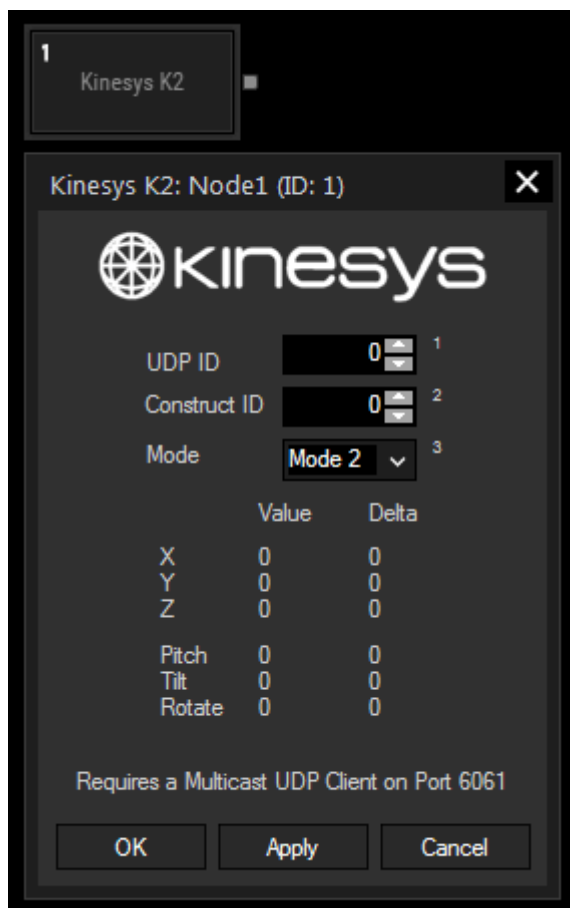 1
Kinesys K2
Kinesys K2: Node1 (ID: 1)
kinesys
UDP ID 0 1
Construct ID 0 2
Mode Mode 2 3
Value Delta
X 0 0
Y 0 0
Z 0 0
Pitch 0 0
Tilt 0 0
Rotate 0 0
Requires a Multicast UDP Client on Port 6061
OK Apply Cancel